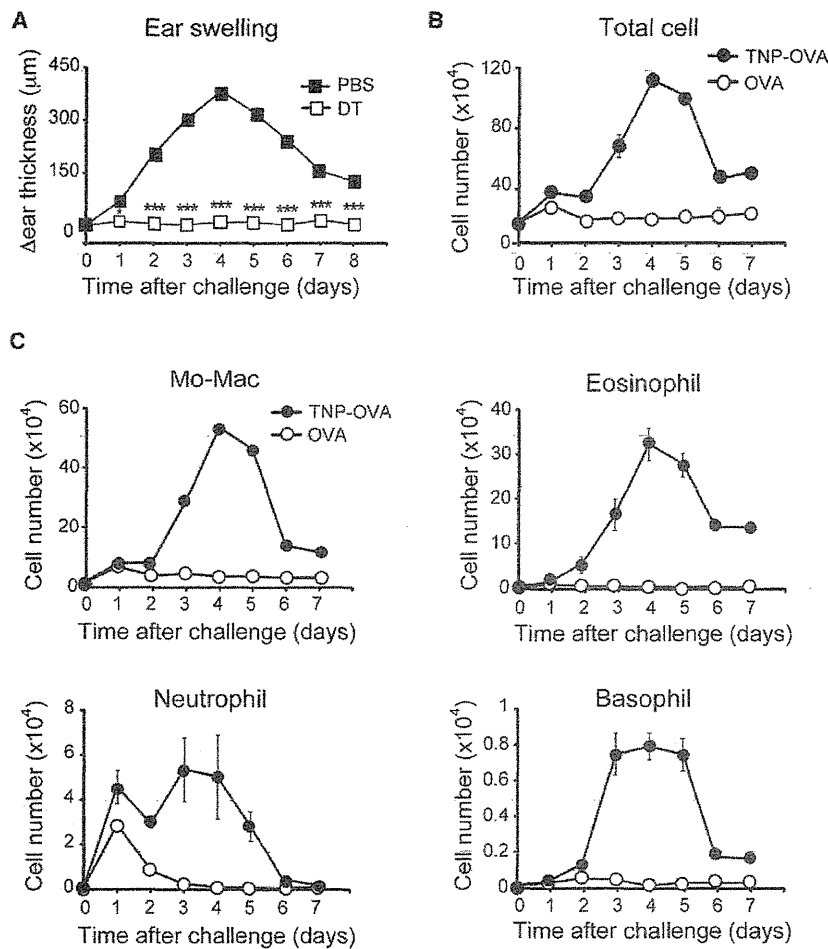 A
Ear swelling
Δear thickness (μm)
450
300
150
0
PBS
DT
* *** *** *** *** *** *** ***
0 1 2 3 4 5 6 7 8
Time after challenge (days)
B
Total cell
Cell number (x10⁴)
120
80
40
0
TNP-OVA
OVA
0 1 2 3 4 5 6 7
Time after challenge (days)
C
Mo-Mac
Cell number (x10⁴)
60
40
20
0
TNP-OVA
OVA
0 1 2 3 4 5 6 7
Time after challenge (days)
Eosinophil
Cell number (x10⁴)
40
30
20
10
0
0 1 2 3 4 5 6 7
Time after challenge (days)
Neutrophil
Cell number (x10⁴)
8
6
4
2
0
0 1 2 3 4 5 6 7
Time after challenge (days)
Basophil
Cell number (x10⁴)
1
0.8
0.6
0.4
0.2
0
0 1 2 3 4 5 6 7
Time after challenge (days)